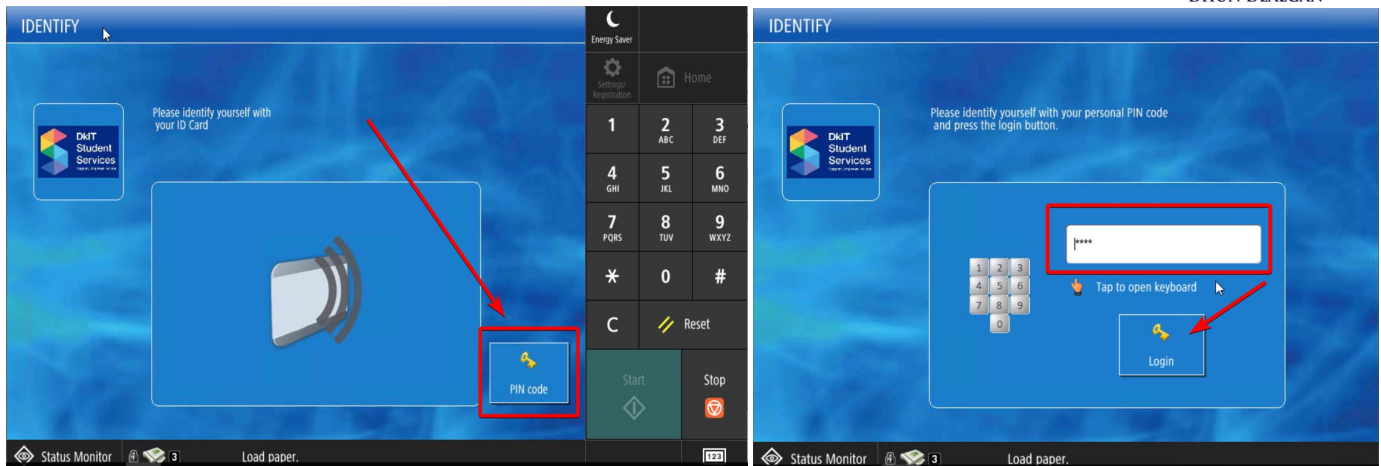 IDENTIFY
Please identify yourself with
your ID Card
DkIT
Student
Services
PIN code
Status Monitor
3
Load paper.
Energy Saver
Settings/
Registration
Home
1
2
ABC
3
DEF
4
GHI
5
JKL
6
MNO
7
PQRS
8
TUV
9
WXYZ
*
0
#
C
Reset
Start
Stop
123
IDENTIFY
Please identify yourself with your personal PIN code
and press the login button.
DkIT
Student
Services
****
1 2 3
4 5 6
7 8 9
0
Tap to open keyboard
Login
Status Monitor
3
Load paper.